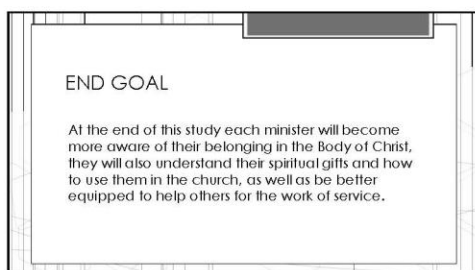 END GOAL
At the end of this study each minister will become
more aware of their belonging in the Body of Christ,
they will also understand their spiritual gifts and how
to use them in the church, as well as be better
equipped to help others for the work of service.